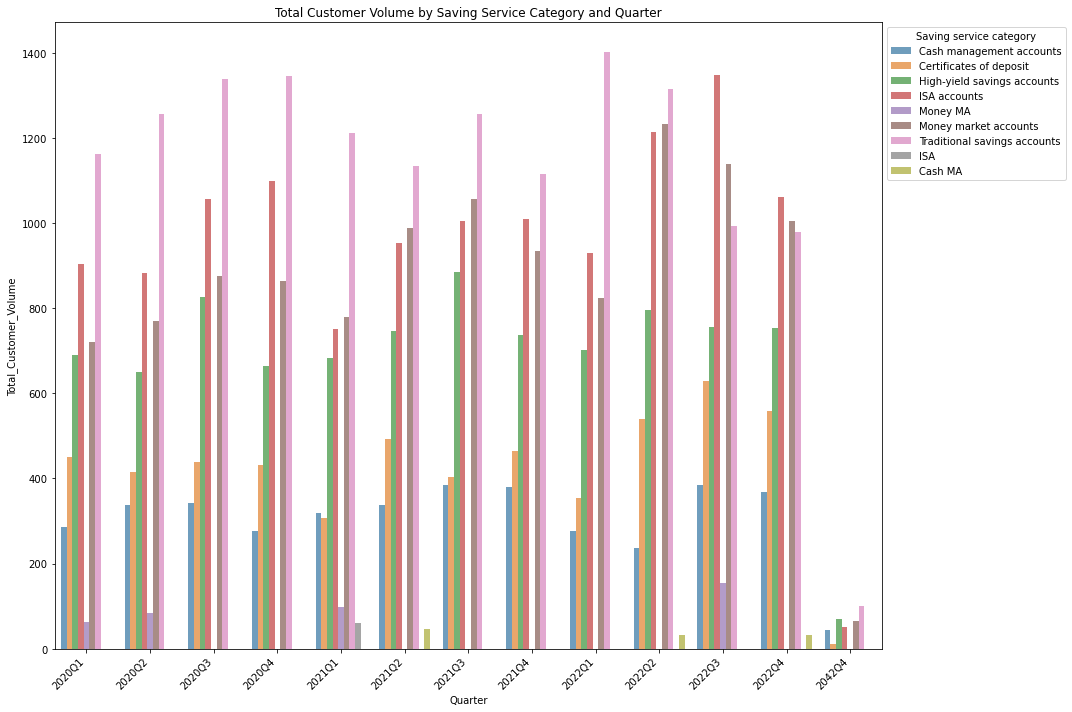 Total Customer Volume by Saving Service Category and Quarter
Saving service category
Cash management accounts
Certificates of deposit
High-yield savings accounts
ISA accounts
Money MA
Money market accounts
Traditional savings accounts
ISA
Cash MA
Total_Customer_Volume
1400
1200
1000
800
600
400
200
0
2020Q1
2020Q2
2020Q3
2020Q4
2021Q1
2021Q2
2021Q3
2021Q4
2022Q1
2022Q2
2022Q3
2022Q4
2042Q4
Quarter